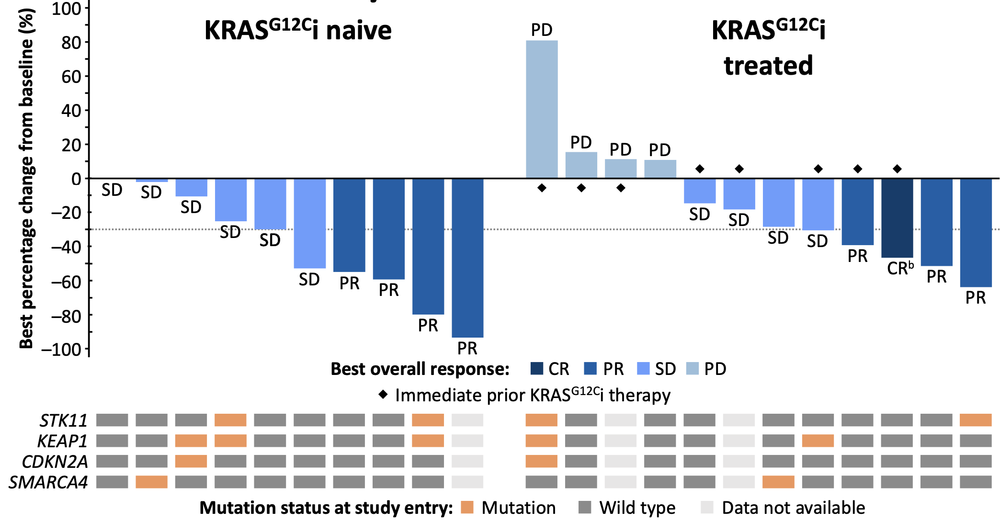 Best percentage change from baseline (%)
100
80
60
40
20
0
–20
–40
–60
–80
–100
KRASG12Ci naive
KRASG12Ci
treated
SD
SD
SD
SD
SD
SD
PR
PR
PR
PR
PD
PD
PD
PD
SD
SD
SD
SD
PR
CRb
PR
PR
Best overall response: CR PR SD PD
◆ Immediate prior KRASG12Ci therapy
STK11
KEAP1
CDKN2A
SMARCA4
Mutation status at study entry: Mutation Wild type Data not available